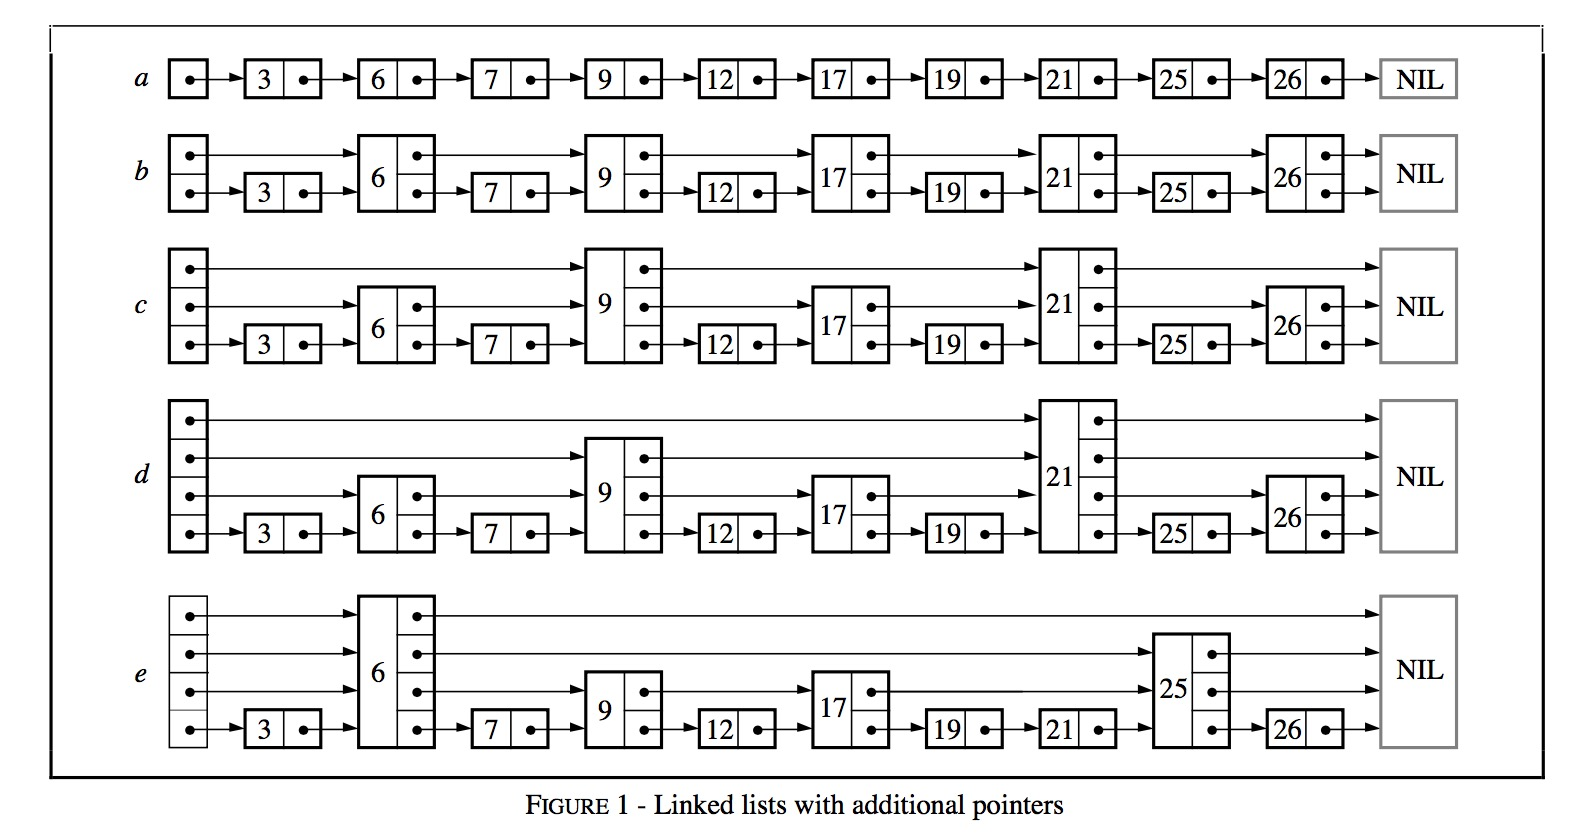 a 3 6 7 9 12 17 19 21 25 26 NIL
b 3 6 7 9 12 17 19 21 25 26 NIL
c 3 6 7 9 12 17 19 21 25 26 NIL
d 3 6 7 9 12 17 19 21 25 26 NIL
e 3 6 7 9 12 17 19 21 25 26 NIL
FIGURE 1 - Linked lists with additional pointers